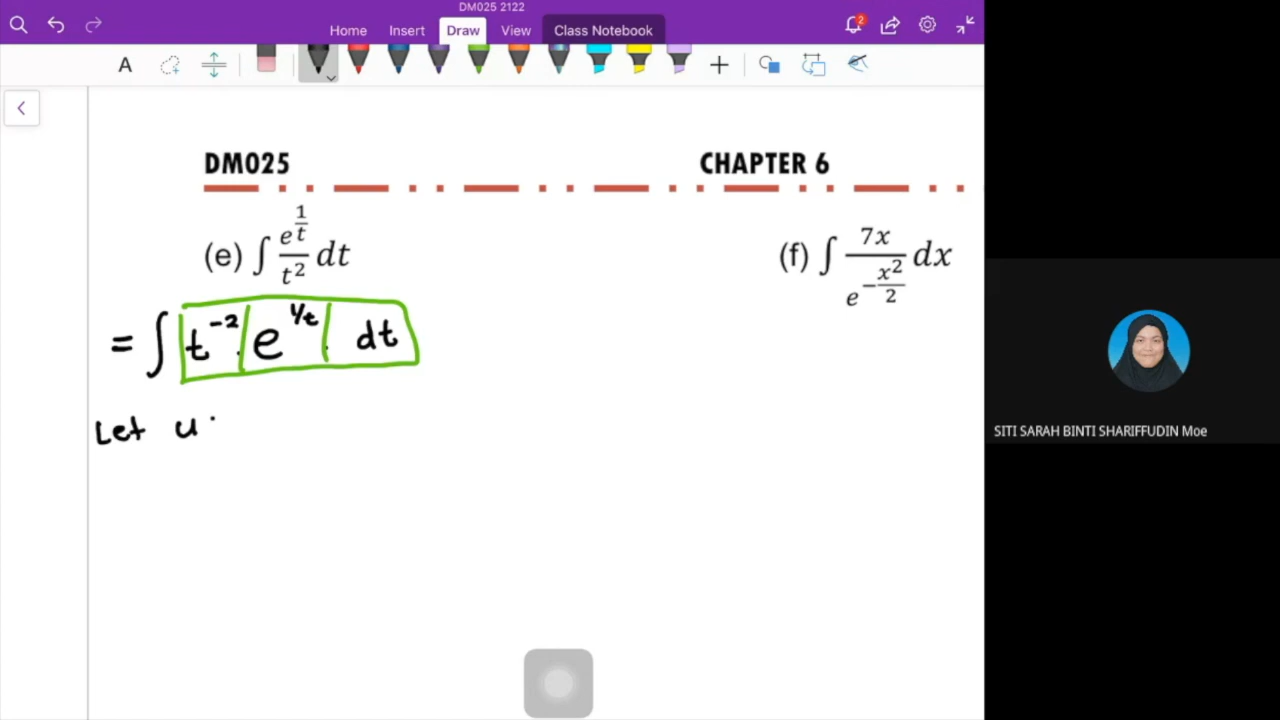 DM025 2122
Home Insert Draw View Class Notebook
2
A
DM025 CHAPTER 6
(e) ∫ e^(1/t) / t² dt (f) ∫ 7x / e^(-x²/2) dx
= ∫ t⁻² . e^(1/t) . dt
Let u
SITI SARAH BINTI SHARIFFUDIN Moe